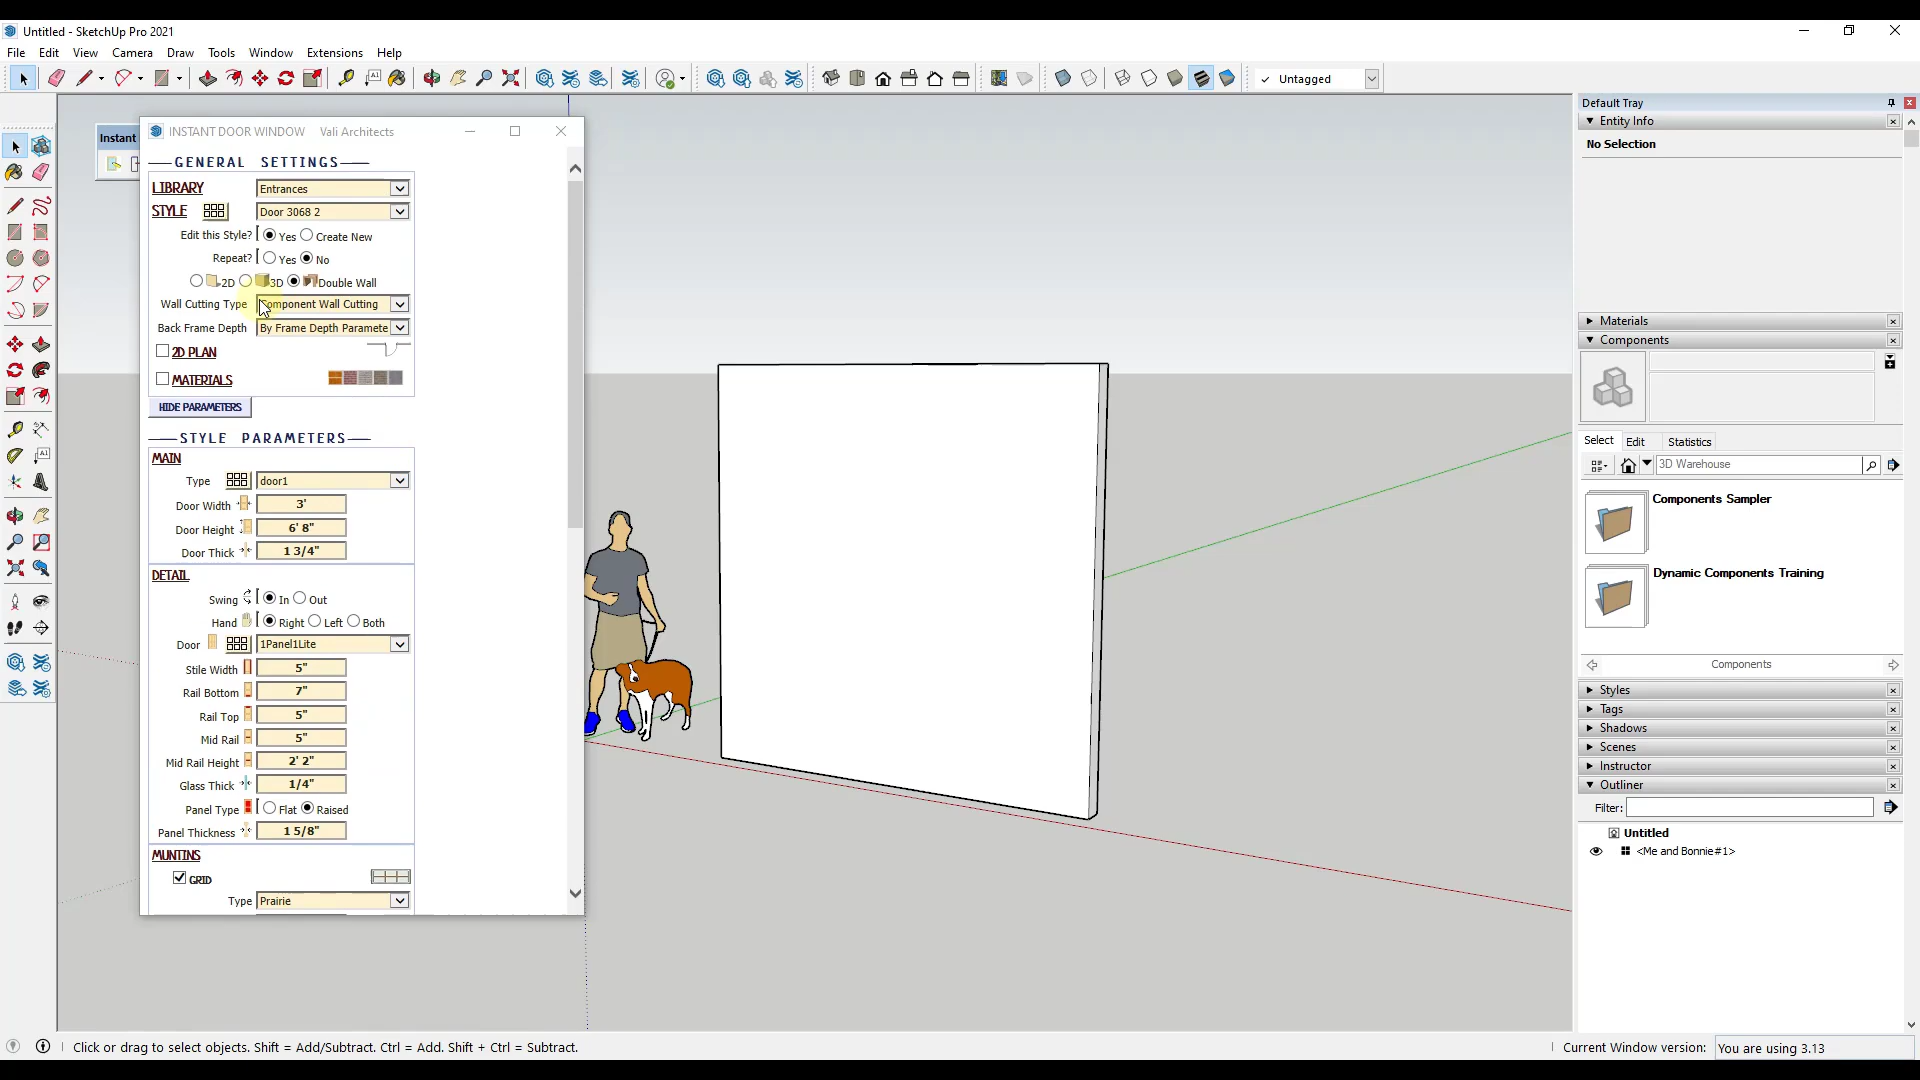 Untitled - SketchUp Pro 2021
File Edit View Camera Draw Tools Window Extensions Help
A1
✓ Untagged
Instant
INSTANT DOOR WINDOW Vali Architects
GENERAL SETTINGS
LIBRARY Entrances
STYLE Door 3068 2
Edit this Style? Yes Create New
Repeat? Yes No
2D 3D Double Wall
Wall Cutting Type Component Wall Cutting
Back Frame Depth By Frame Depth Paramete
2D PLAN
MATERIALS
HIDE PARAMETERS
STYLE PARAMETERS
MAIN
Type door1
Door Width 3'
Door Height 6' 8"
Door Thick 1 3/4"
DETAIL
Swing In Out
Hand Right Left Both
Door 1Panel1Lite
Stile Width 5"
Rail Bottom 7"
Rail Top 5"
Mid Rail 5"
Mid Rail Height 2' 2"
Glass Thick 1/4"
Panel Type Flat Raised
Panel Thickness 1 5/8"
MUNTINS
GRID
Type Prairie
A1
Default Tray
Entity Info
No Selection
Materials
Components
Select Edit Statistics
3D Warehouse
Components Sampler
Dynamic Components Training
Components
Styles
Tags
Shadows
Scenes
Instructor
Outliner
Filter:
Untitled
<Me and Bonnie#1>
Click or drag to select objects. Shift = Add/Subtract. Ctrl = Add. Shift + Ctrl = Subtract.
Current Window version: You are using 3.13